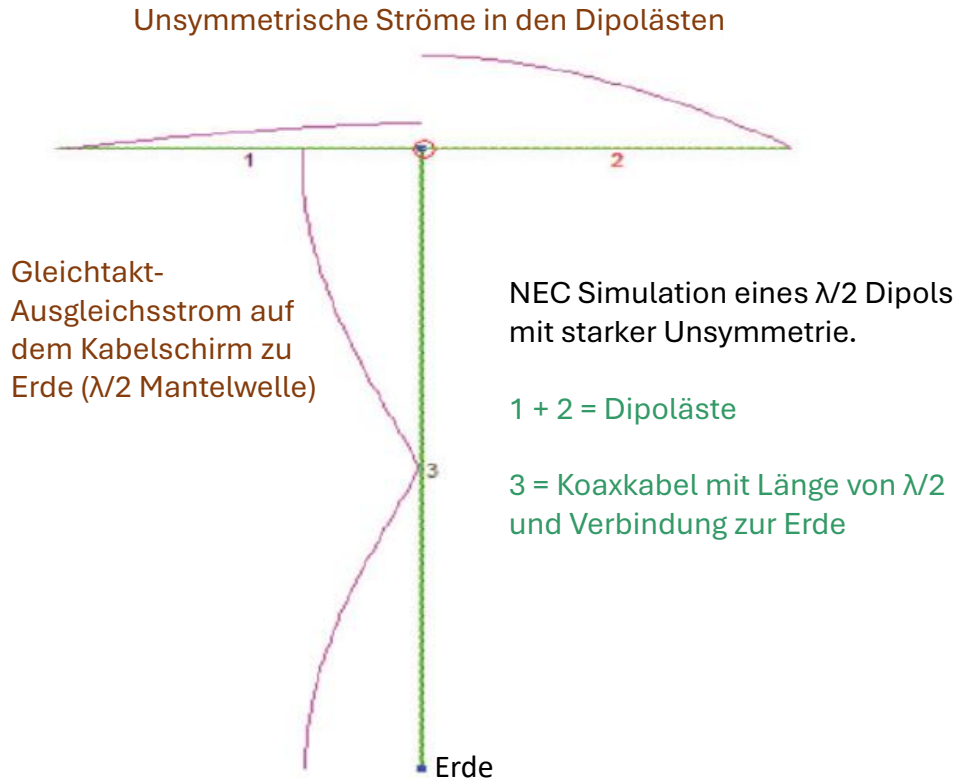 Unsymmetrische Ströme in den Dipolästen
1
2
Gleichtakt-
Ausgleichsstrom auf
dem Kabelschirm zu
Erde (λ/2 Mantelwelle)
NEC Simulation eines λ/2 Dipols
mit starker Unsymmetrie.
1 + 2 = Dipoläste
3
3 = Koaxkabel mit Länge von λ/2
und Verbindung zur Erde
Erde